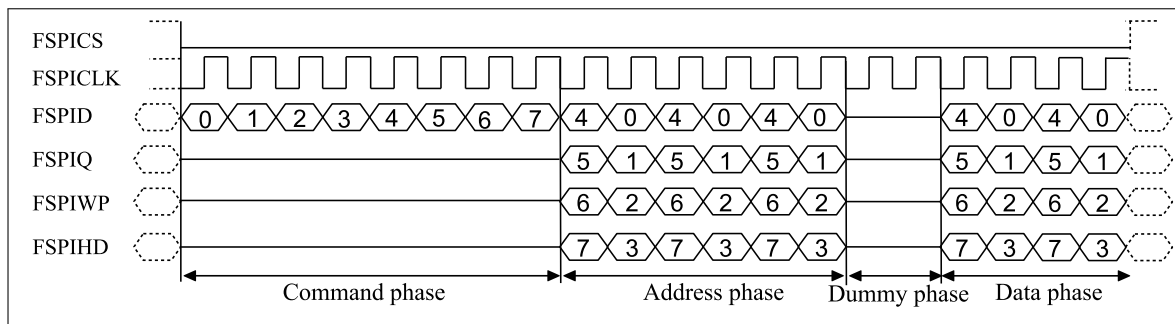 FSPICS
FSPICLK
FSPID 0 1 2 3 4 5 6 7 4 0 4 0 4 0 4 0 4 0
FSPIQ 5 1 5 1 5 1 5 1 5 1
FSPIWP 6 2 6 2 6 2 6 2 6 2
FSPIHD 7 3 7 3 7 3 7 3 7 3
Command phase Address phase Dummy phase Data phase